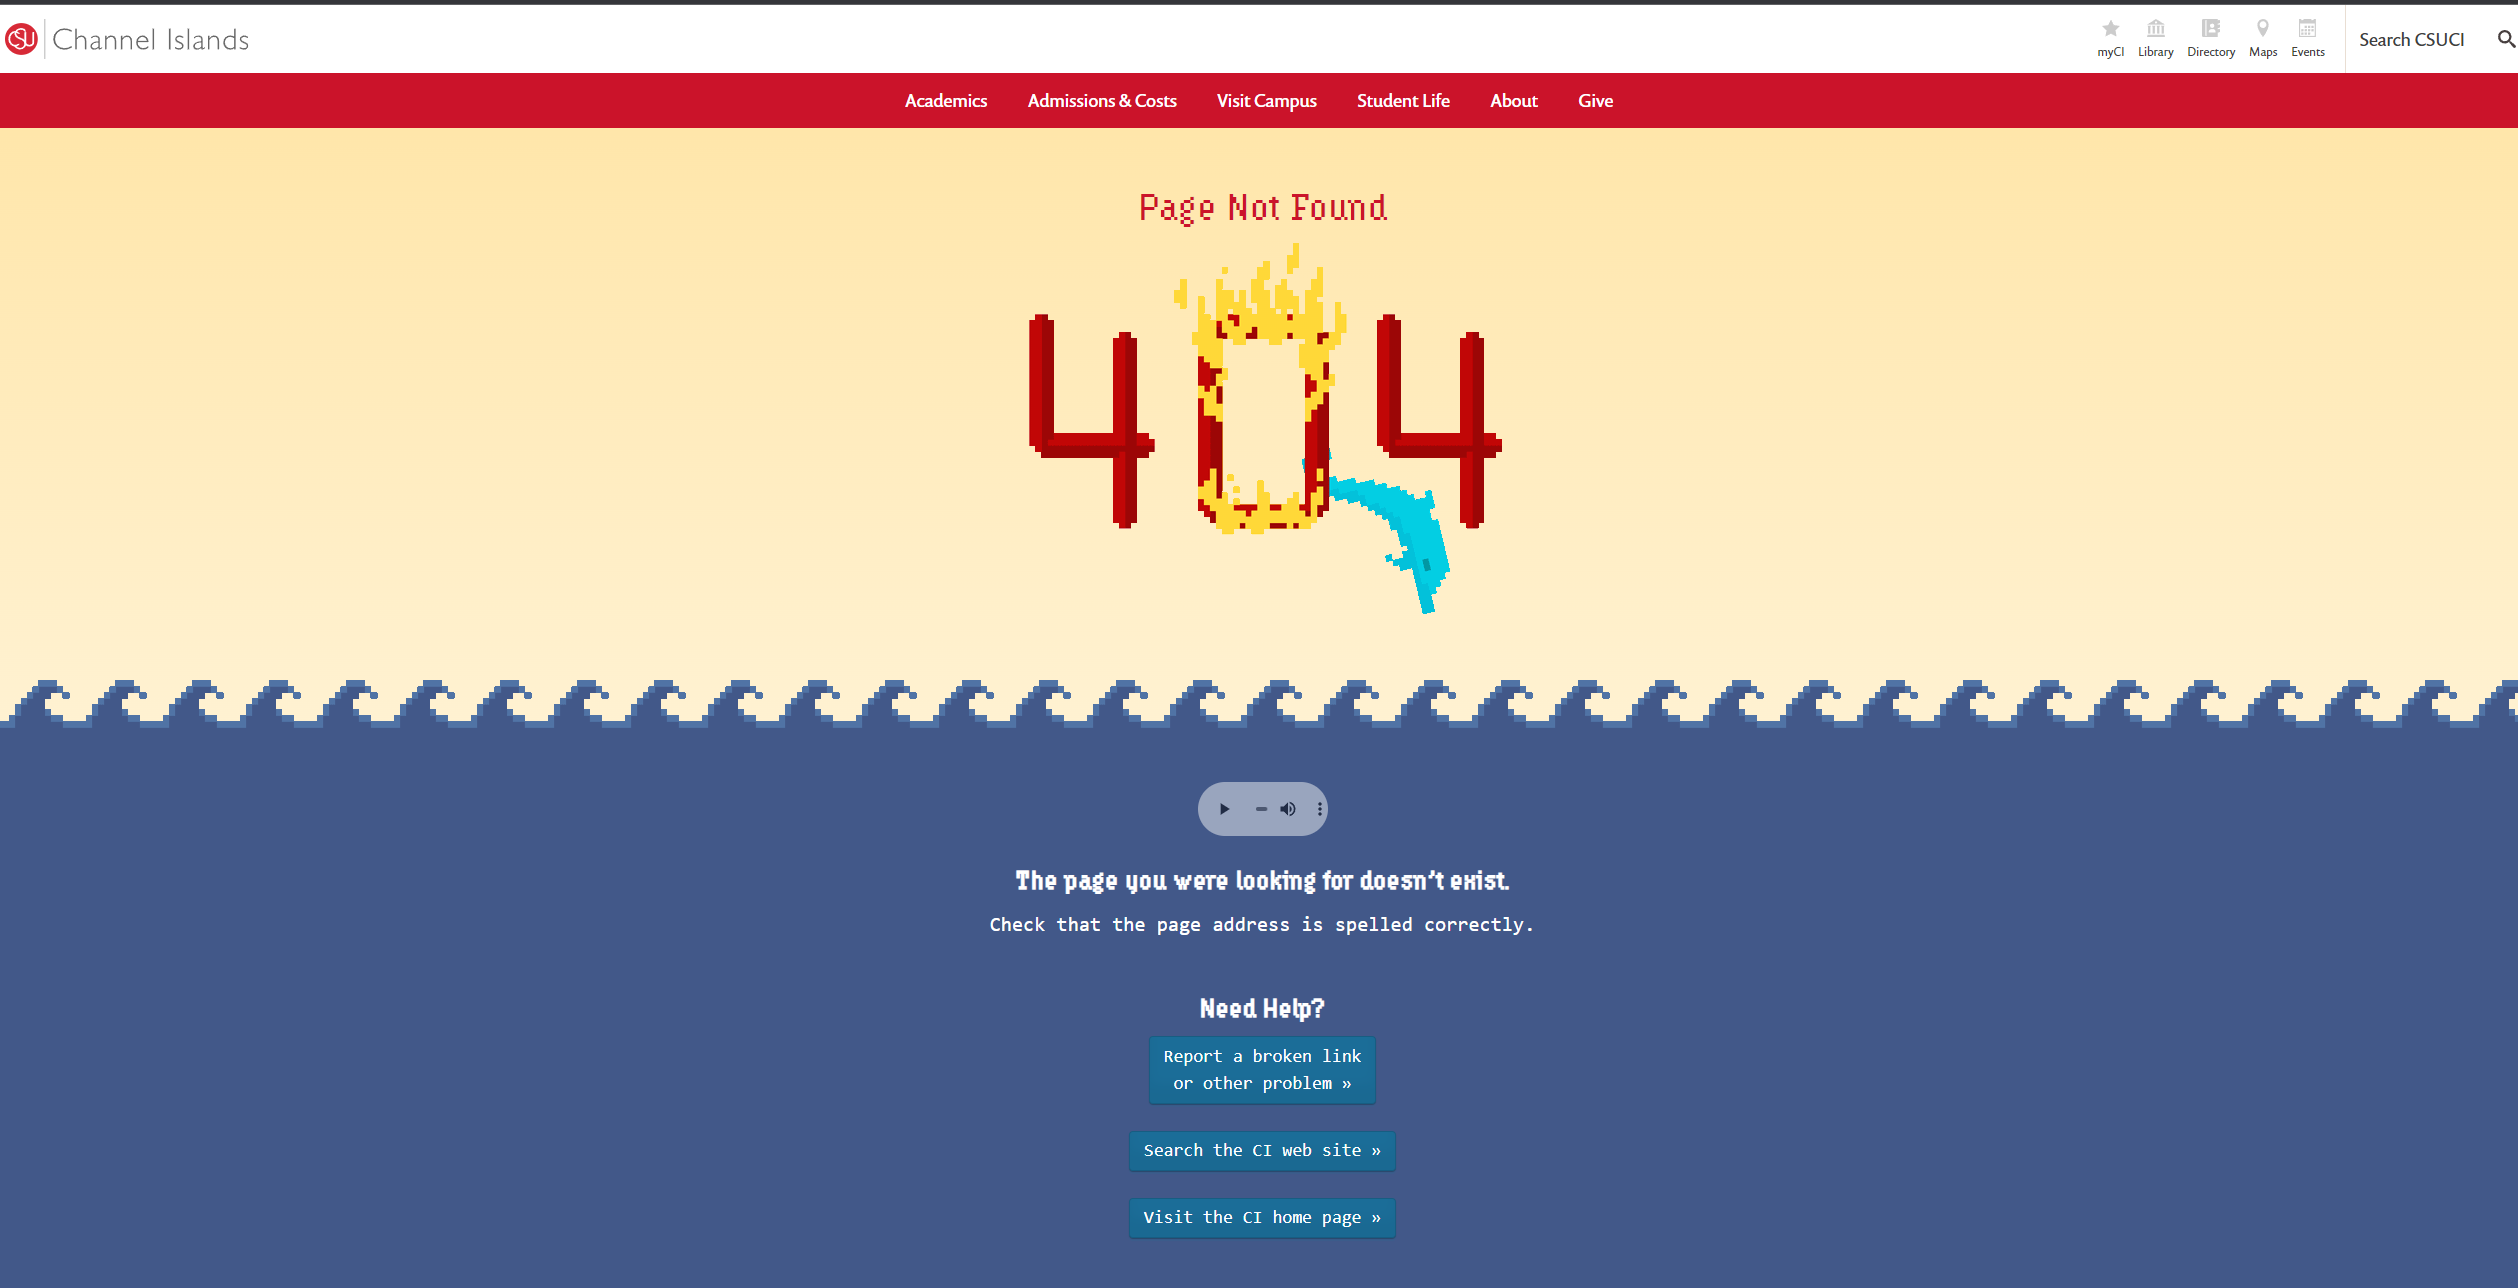 CSU Channel Islands
myCI Library Directory Maps Events
Search CSUCI
Academics Admissions & Costs Visit Campus Student Life About Give
Page Not Found
404
The page you were looking for doesn't exist.
Check that the page address is spelled correctly.
Need Help?
Report a broken link
or other problem »
Search the CI web site »
Visit the CI home page »